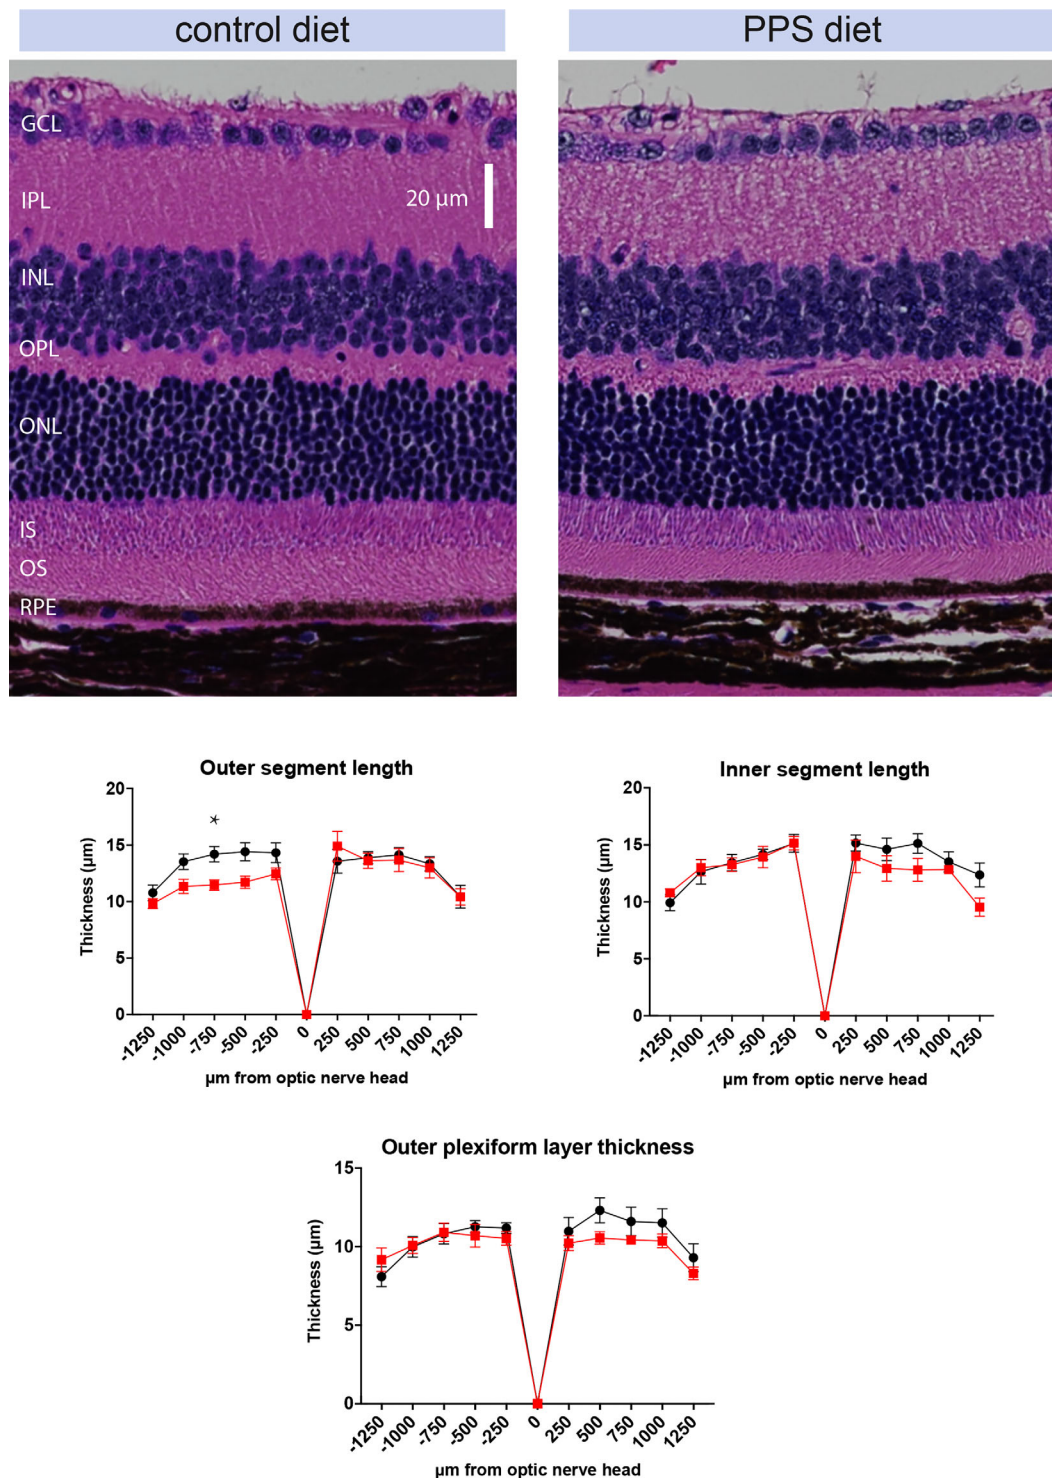 control diet
PPS diet
GCL
IPL
20 µm
INL
OPL
ONL
IS
OS
RPE
Outer segment length
Thickness (µm)
20
15
10
5
0
*
-1250
-1000
-750
-500
-250
0
250
500
750
1000
1250
µm from optic nerve head
Inner segment length
Thickness (µm)
20
15
10
5
0
-1250
-1000
-750
-500
-250
0
250
500
750
1000
1250
µm from optic nerve head
Outer plexiform layer thickness
Thickness (µm)
15
10
5
0
-1250
-1000
-750
-500
-250
0
250
500
750
1000
1250
µm from optic nerve head